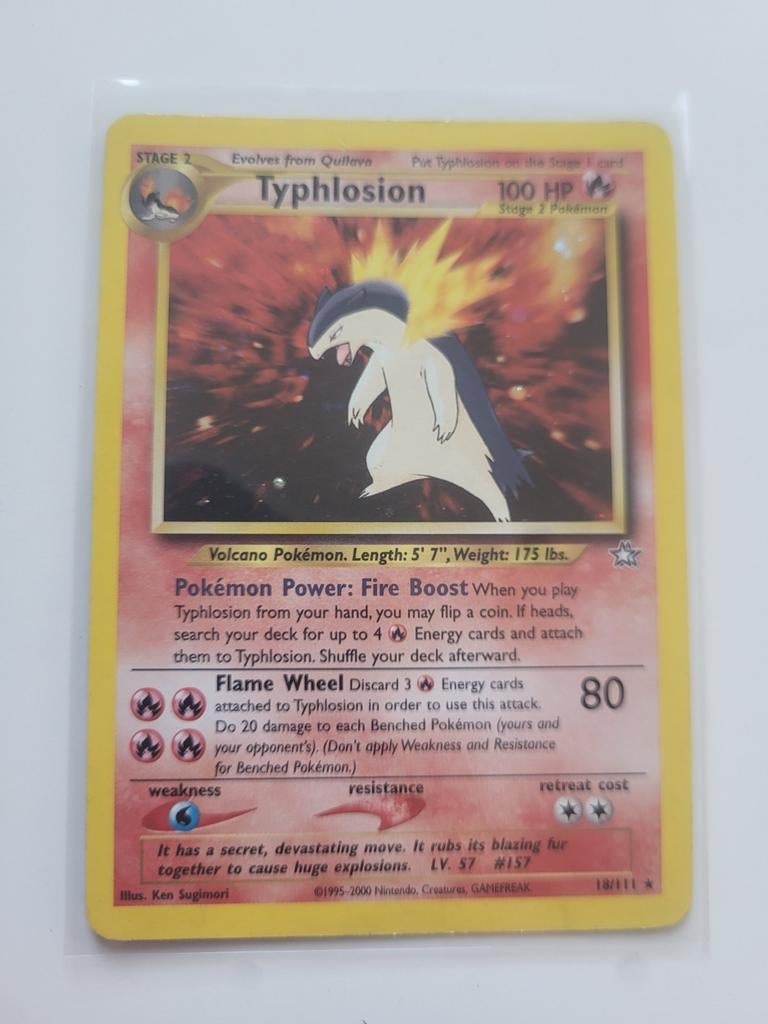 STAGE 2 Evolves from Quilava Put Typhlosion on the Stage 1 card
Typhlosion 100 HP
Stage 2 Pokémon
Volcano Pokémon. Length: 5' 7", Weight: 175 lbs.
Pokémon Power: Fire Boost When you play
Typhlosion from your hand, you may flip a coin. If heads,
search your deck for up to 4 Energy cards and attach
them to Typhlosion. Shuffle your deck afterward.
Flame Wheel Discard 3 Energy cards 80
attached to Typhlosion in order to use this attack.
Do 20 damage to each Benched Pokémon (yours and
your opponent's). (Don't apply Weakness and Resistance
for Benched Pokémon.)
weakness resistance retreat cost
It has a secret, devastating move. It rubs its blazing fur
together to cause huge explosions. LV. 57 #157
Illus. Ken Sugimori ©1995-2000 Nintendo, Creatures, GAMEFREAK 18/111 ★